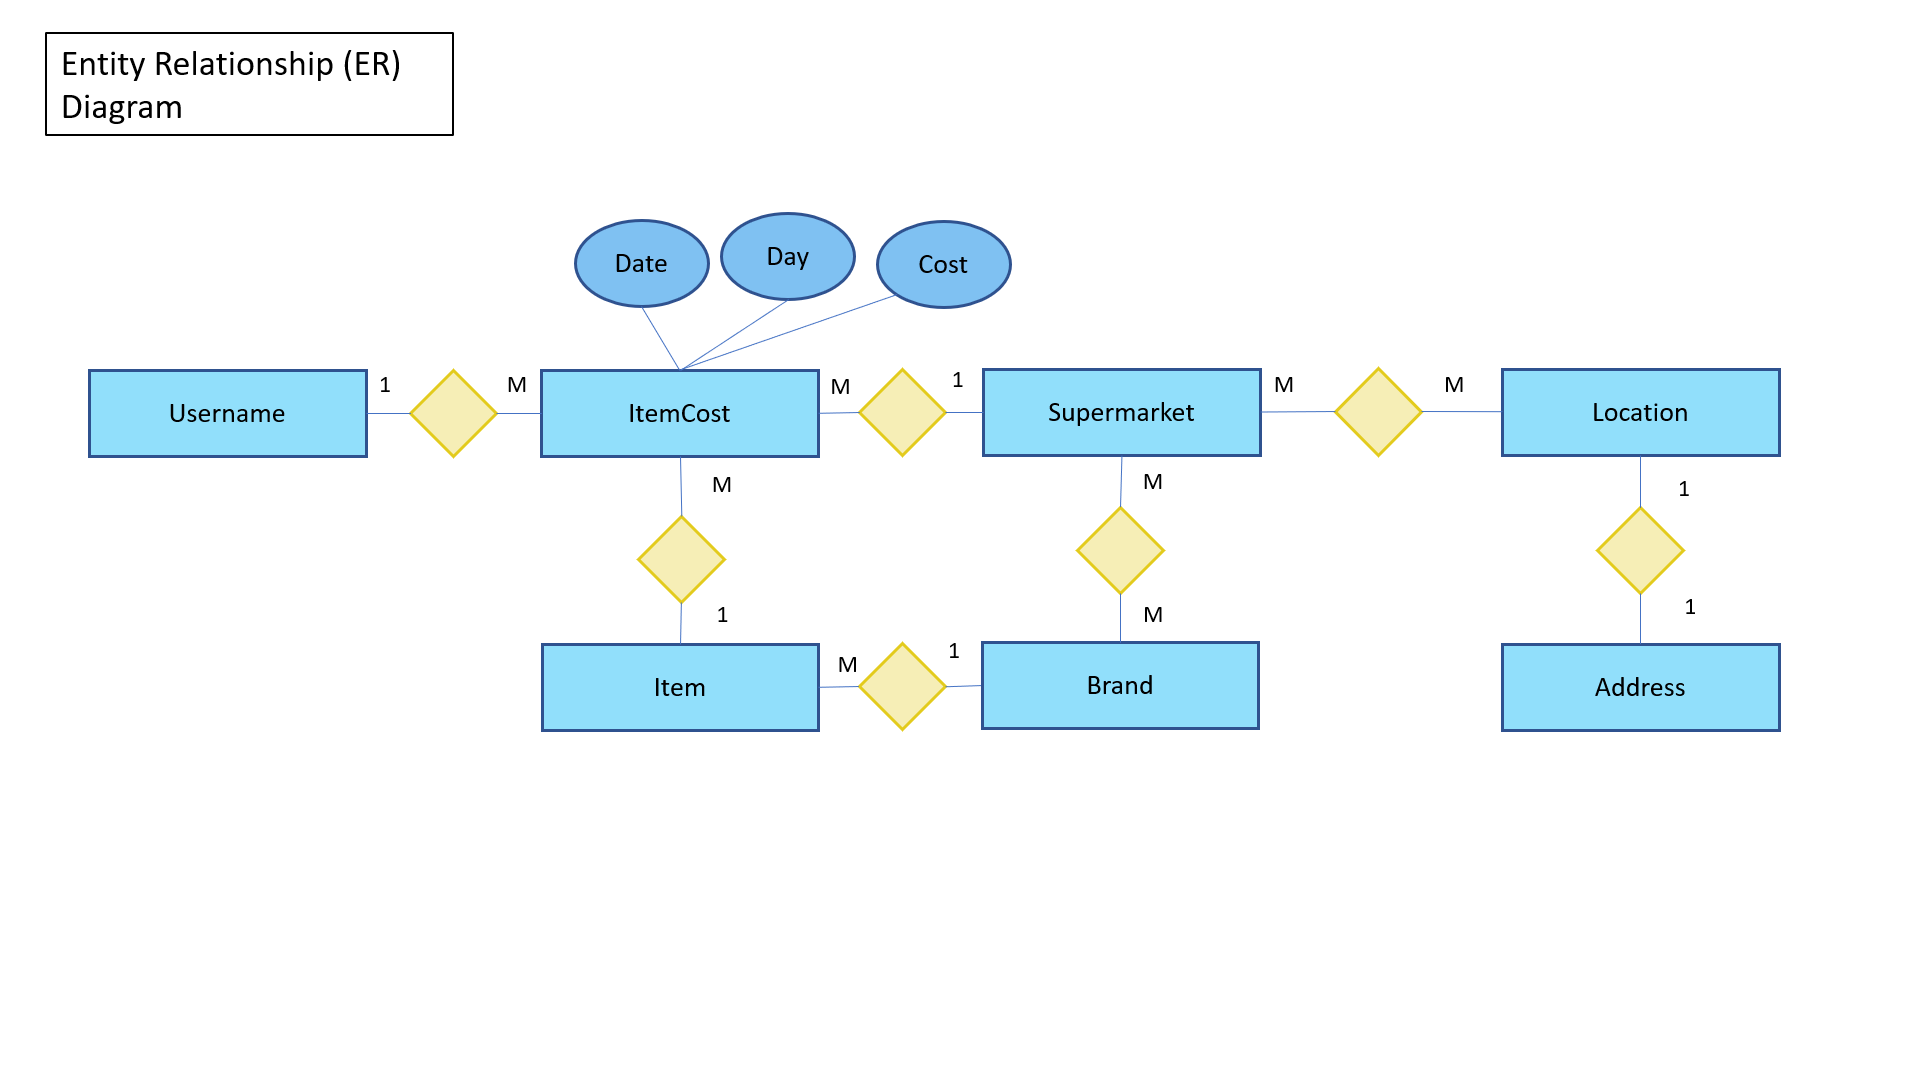 Entity Relationship (ER)
Diagram
Date
Day
Cost
Username
1
M
ItemCost
M
1
Supermarket
M
M
Location
M
M
1
1
M
1
Item
M
1
Brand
Address